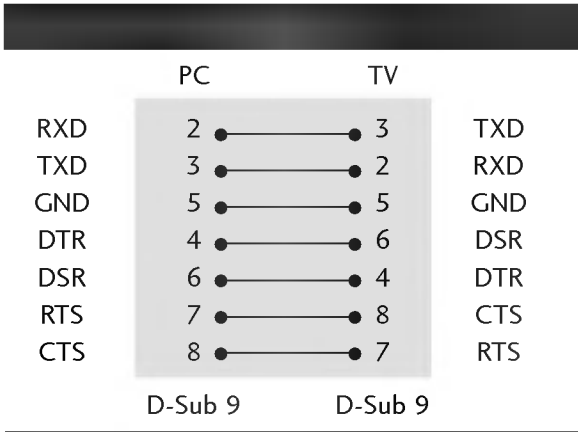 PC TV
RXD 2 3 TXD
TXD 3 2 RXD
GND 5 5 GND
DTR 4 6 DSR
DSR 6 4 DTR
RTS 7 8 CTS
CTS 8 7 RTS
D-Sub 9 D-Sub 9